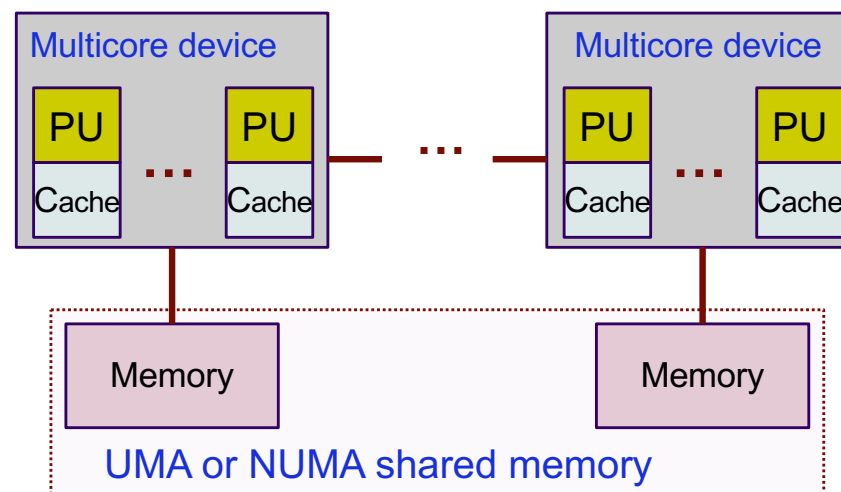 Multicore device
Multicore device
PU
...
PU
...
PU
...
PU
Cache
Cache
Cache
Cache
Memory
Memory
UMA or NUMA shared memory